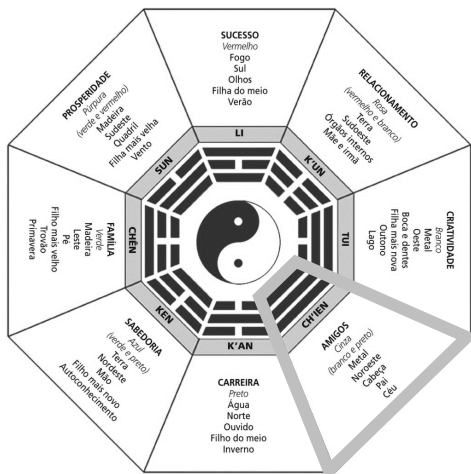 SUCESSO
Vermelho
Fogo
Sul
Olhos
Filha do meio
Verão
LI
RELACIONAMENTO
Rosa
(vermelho e branco)
Terra
Sudoeste
Órgãos internos
Mãe e irmã
K'UN
CRIATIVIDADE
Branco
Metal
Oeste
Boca e dentes
Filha mais nova
Outono
Lago
TUI
AMIGOS
Cinza
(branco e preto)
Metal
Noroeste
Cabeça
Pai
Céu
CH'IEN
CARREIRA
Preto
Água
Norte
Ouvido
Filho do meio
Inverno
K'AN
SABEDORIA
Azul
(verde e preto)
Terra
Nordeste
Mão
Filho mais novo
Autoconhecimento
KEN
FAMÍLIA
Verde
Madeira
Leste
Pé
Filho mais velho
Trovão
Primavera
CHÊN
PROSPERIDADE
Púrpura
(verde e vermelho)
Madeira
Sudeste
Quadril
Filha mais velha
Vento
SUN